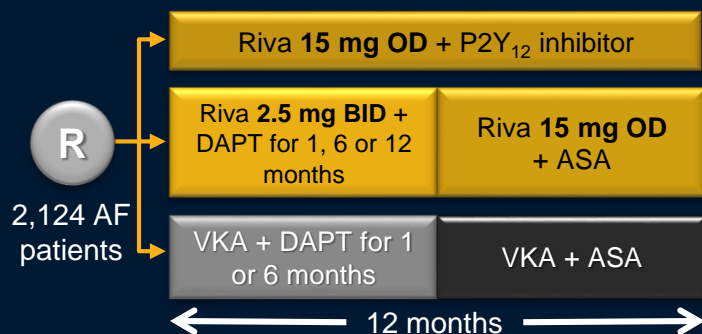 Riva 15 mg OD + P2Y₁₂ inhibitor
Riva 2.5 mg BID +
DAPT for 1, 6 or 12
months
Riva 15 mg OD
+ ASA
R
2,124 AF
patients
VKA + DAPT for 1
or 6 months
VKA + ASA
12 months